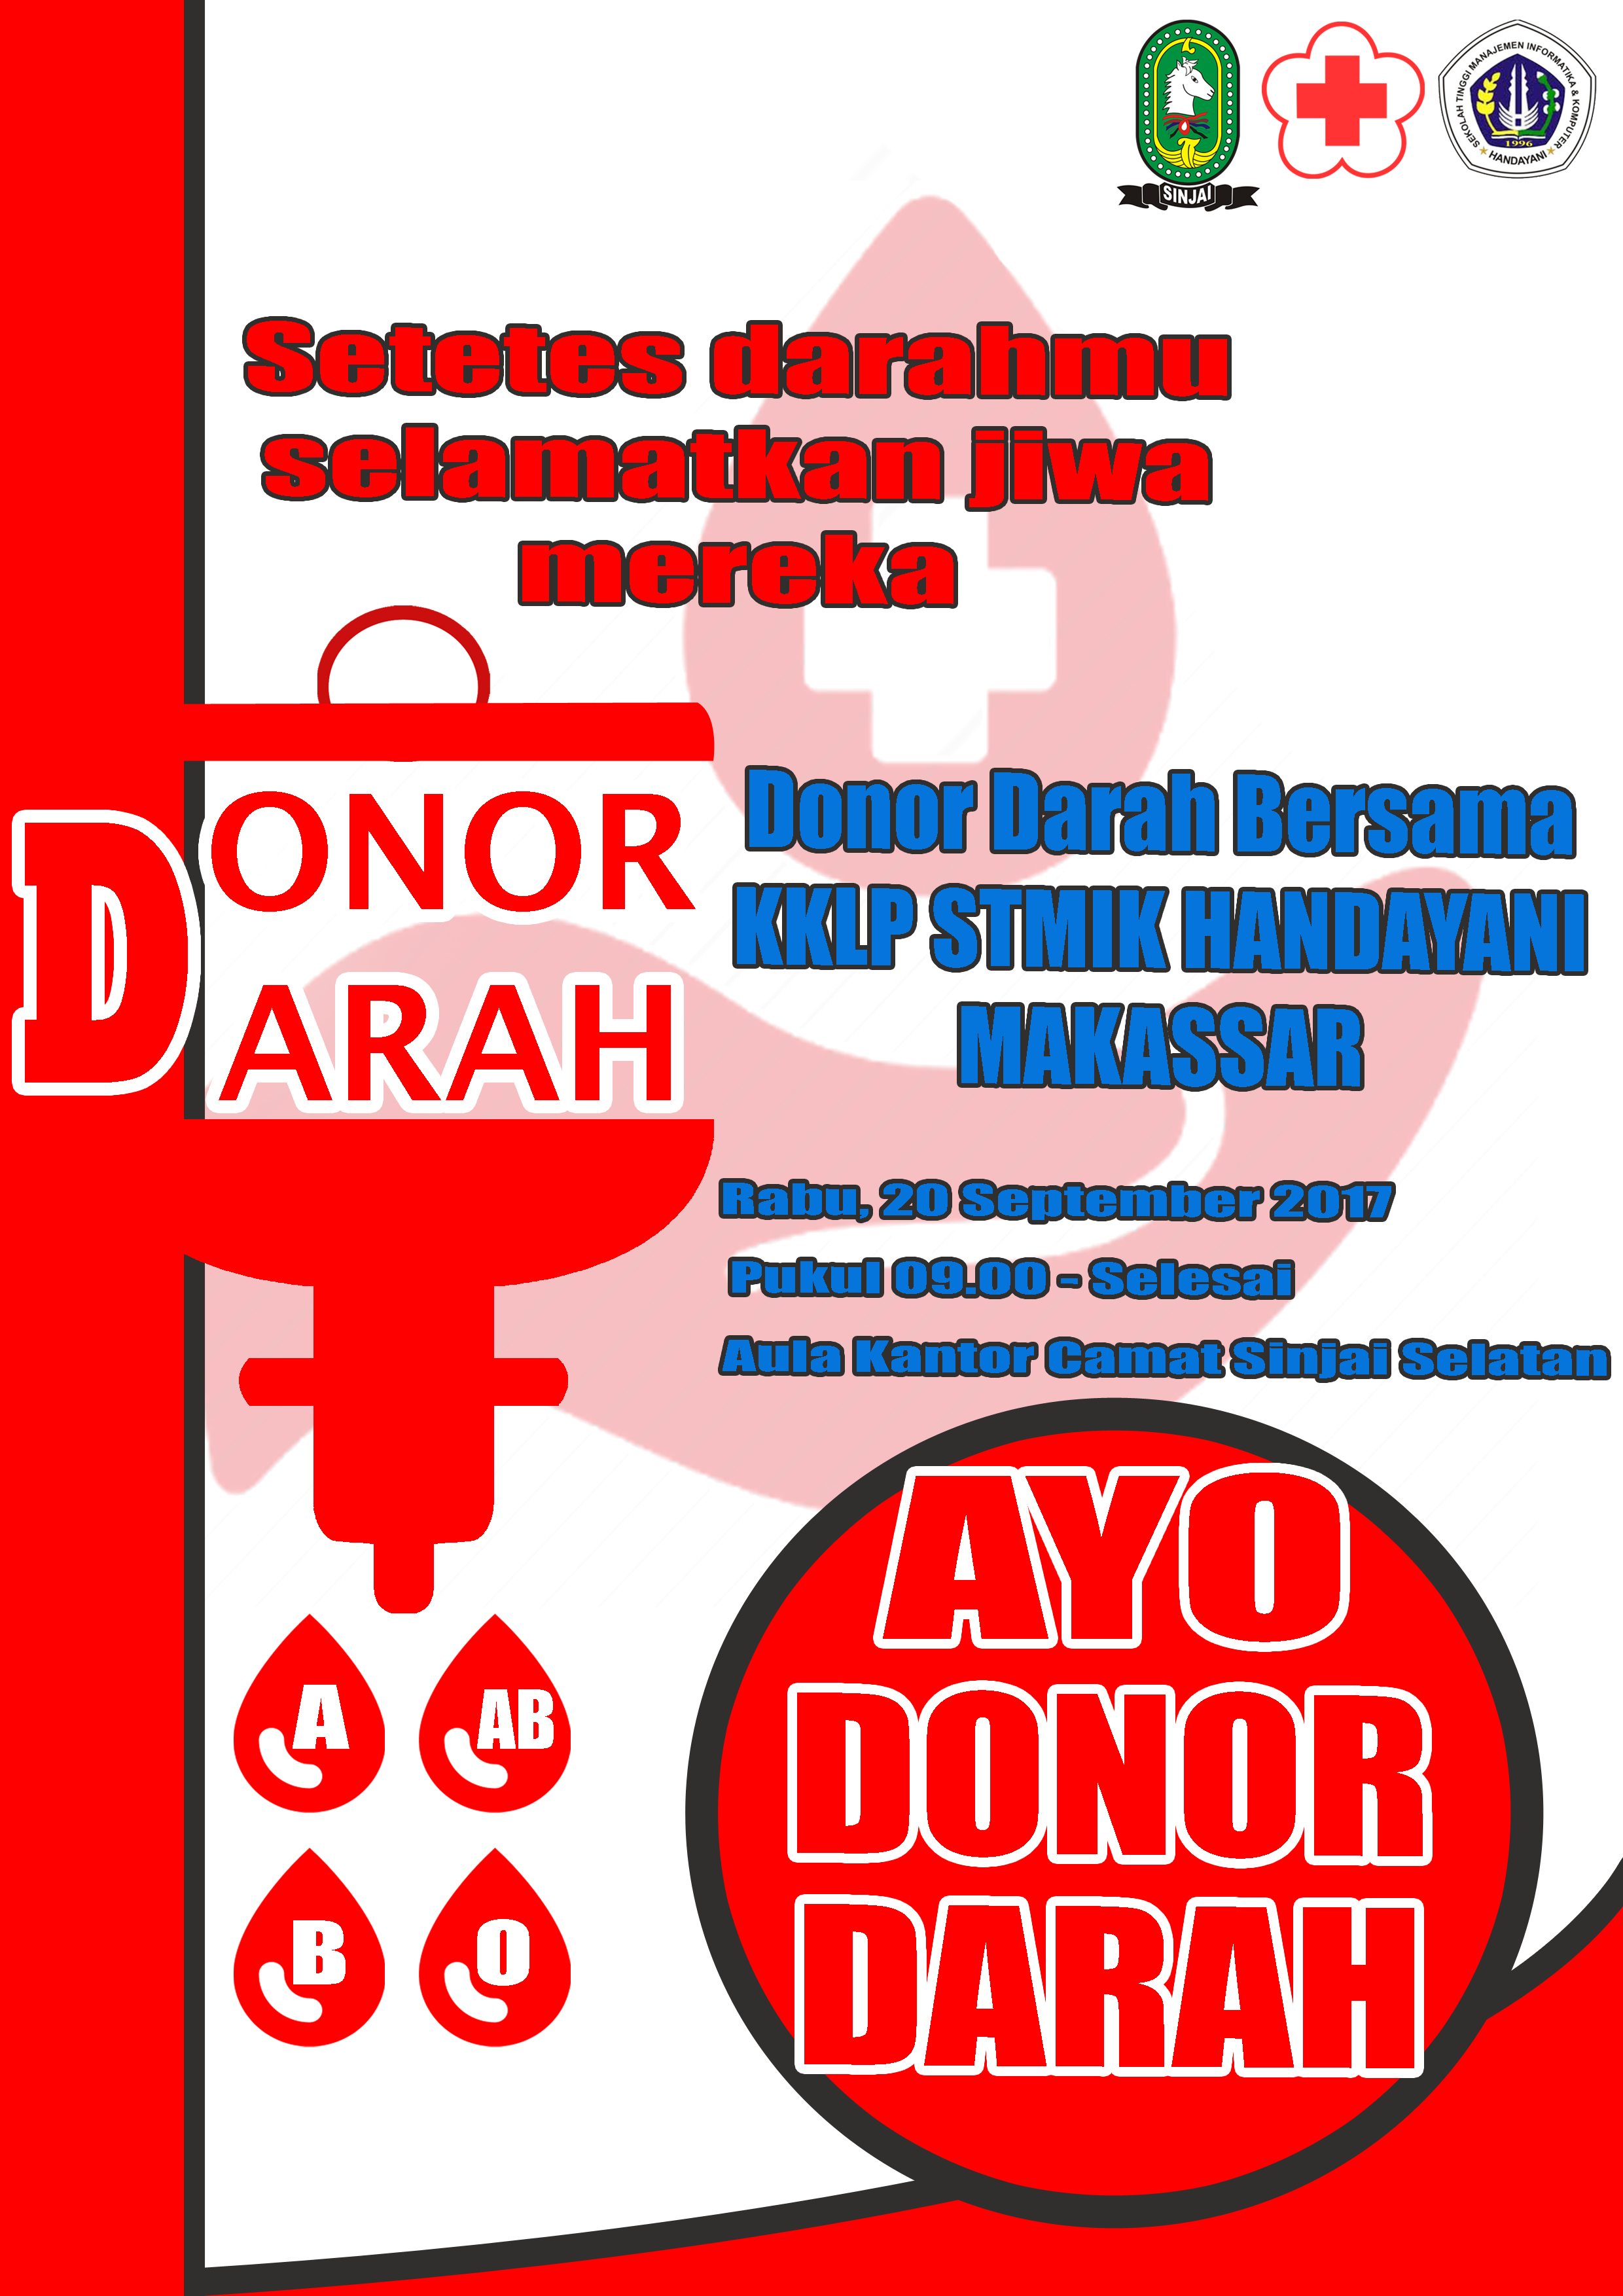 SINJAI
SEKOLAH TINGGI MANAJEMEN INFORMATIKA & KOMPUTER
1996
HANDAYANI
Setetes darahmu
selamatkan jiwa
mereka
DONOR
DARAH
Donor Darah Bersama
KKLP STMIK HANDAYANI
MAKASSAR
Rabu, 20 September 2017
Pukul 09.00 - Selesai
Aula Kantor Camat Sinjai Selatan
A AB
B O
AYO
DONOR
DARAH